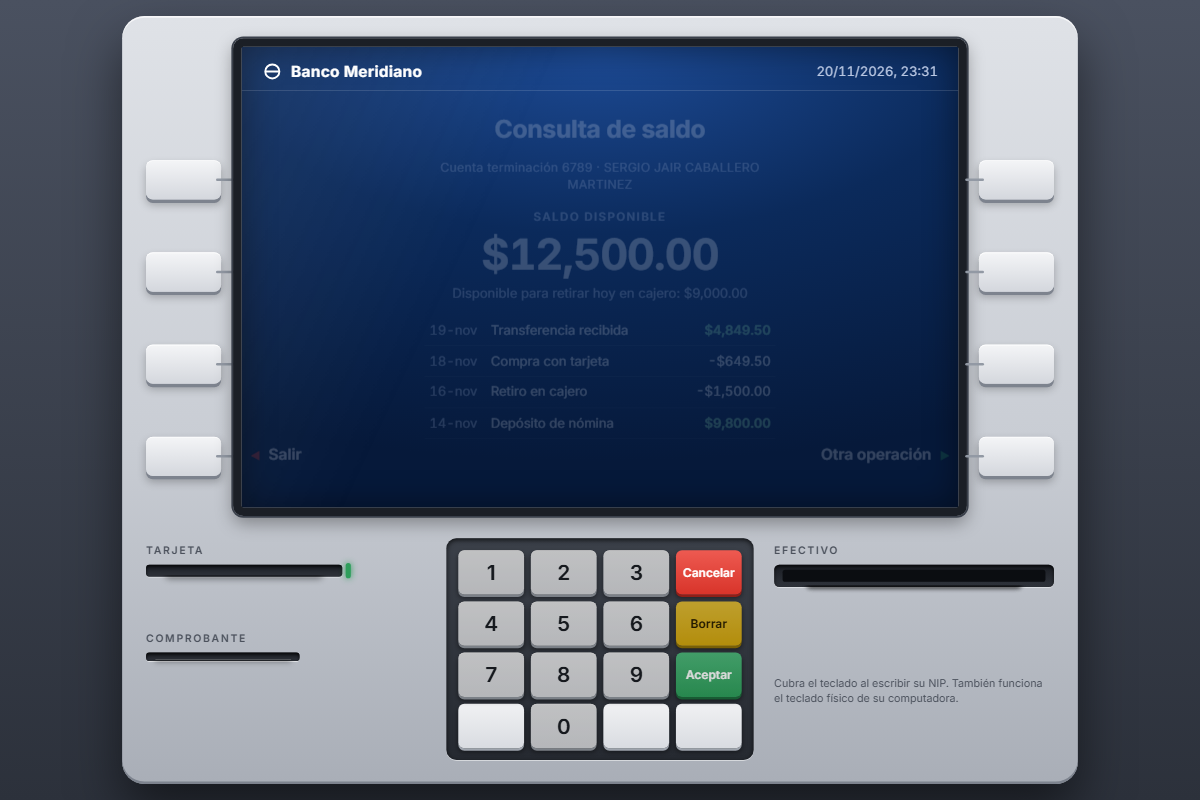 Banco Meridiano
20/11/2026, 23:31
Consulta de saldo
Cuenta terminación 6789 · SERGIO JAIR CABALLERO
MARTINEZ
SALDO DISPONIBLE
$12,500.00
Disponible para retirar hoy en cajero: $9,000.00
19-nov Transferencia recibida $4,849.50
18-nov Compra con tarjeta -$649.50
16-nov Retiro en cajero -$1,500.00
14-nov Depósito de nómina $9,800.00
◄ Salir
Otra operación ►
TARJETA
COMPROBANTE
1 2 3 Cancelar
4 5 6 Borrar
7 8 9 Aceptar
0
EFECTIVO
Cubra el teclado al escribir su NIP. También funciona
el teclado físico de su computadora.